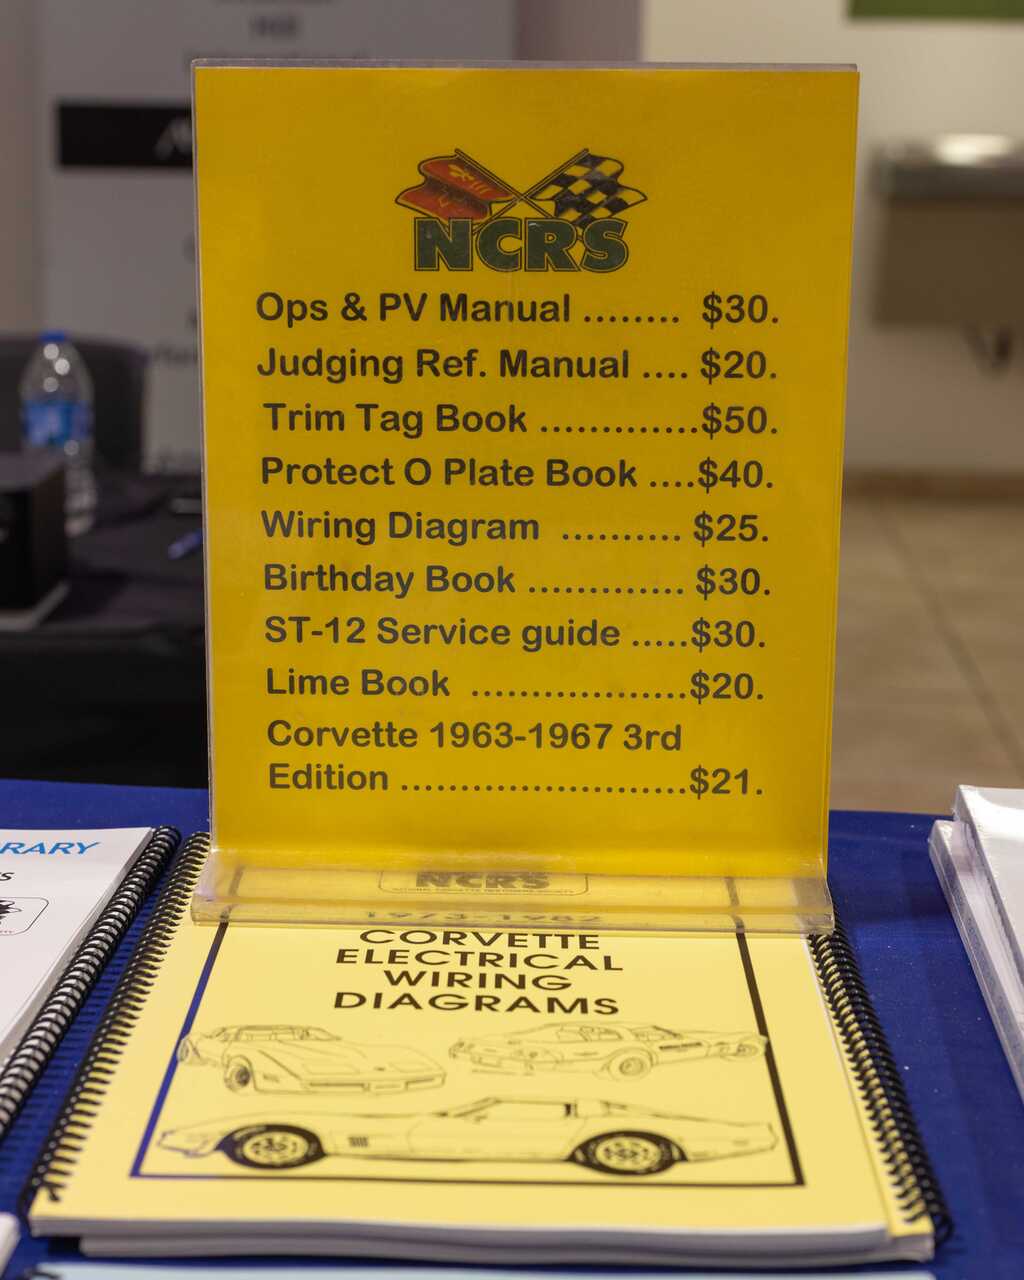 NCRS
Ops & PV Manual ........ $30.
Judging Ref. Manual .... $20.
Trim Tag Book .............$50.
Protect O Plate Book ....$40.
Wiring Diagram .......... $25.
Birthday Book ............. $30.
ST-12 Service guide .....$30.
Lime Book ..................$20.
Corvette 1963-1967 3rd
Edition ........................$21.
RARY
NCRS
1973-1982
CORVETTE
ELECTRICAL
WIRING
DIAGRAMS